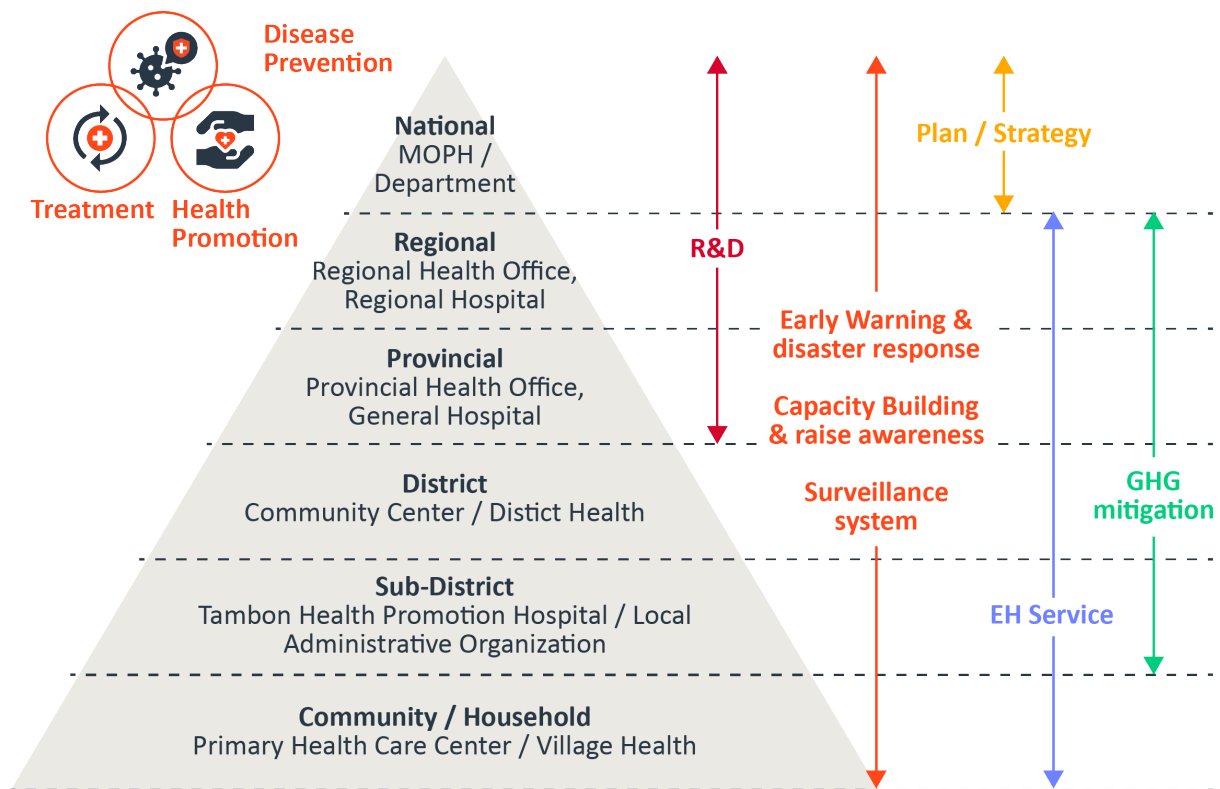 Disease
Prevention
Treatment
Health
Promotion
National
MOPH /
Department
Regional
Regional Health Office,
Regional Hospital
Provincial
Provincial Health Office,
General Hospital
District
Community Center / Distict Health
Sub-District
Tambon Health Promotion Hospital / Local
Administrative Organization
Community / Household
Primary Health Care Center / Village Health
R&D
Early Warning &
disaster response
Capacity Building
& raise awareness
Surveillance
system
Plan / Strategy
EH Service
GHG
mitigation